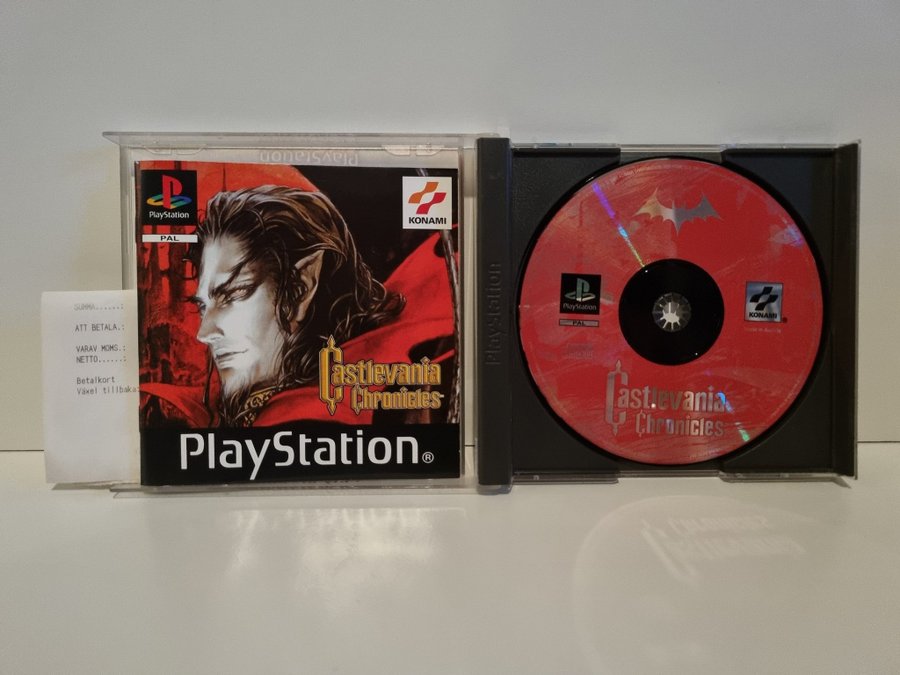 SUMMA......:
ATT BETALA.:
VARAV MOMS.:
NETTO......:
Betalkort
Växel tillbaka:
PlayStation
PlayStation
PAL
KONAMI
Castlevania
Chronicles
PlayStation®
PlayStation
PlayStation
PAL
KONAMI®
Castlevania
Chronicles